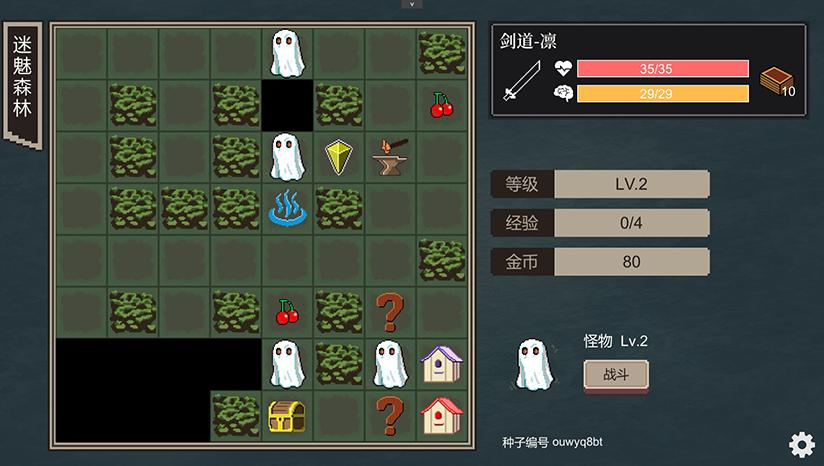 迷魅森林
剑道-凛
35/35
29/29
10
等级
LV.2
经验
0/4
金币
80
怪物 Lv.2
战斗
种子编号 ouwyq8bt